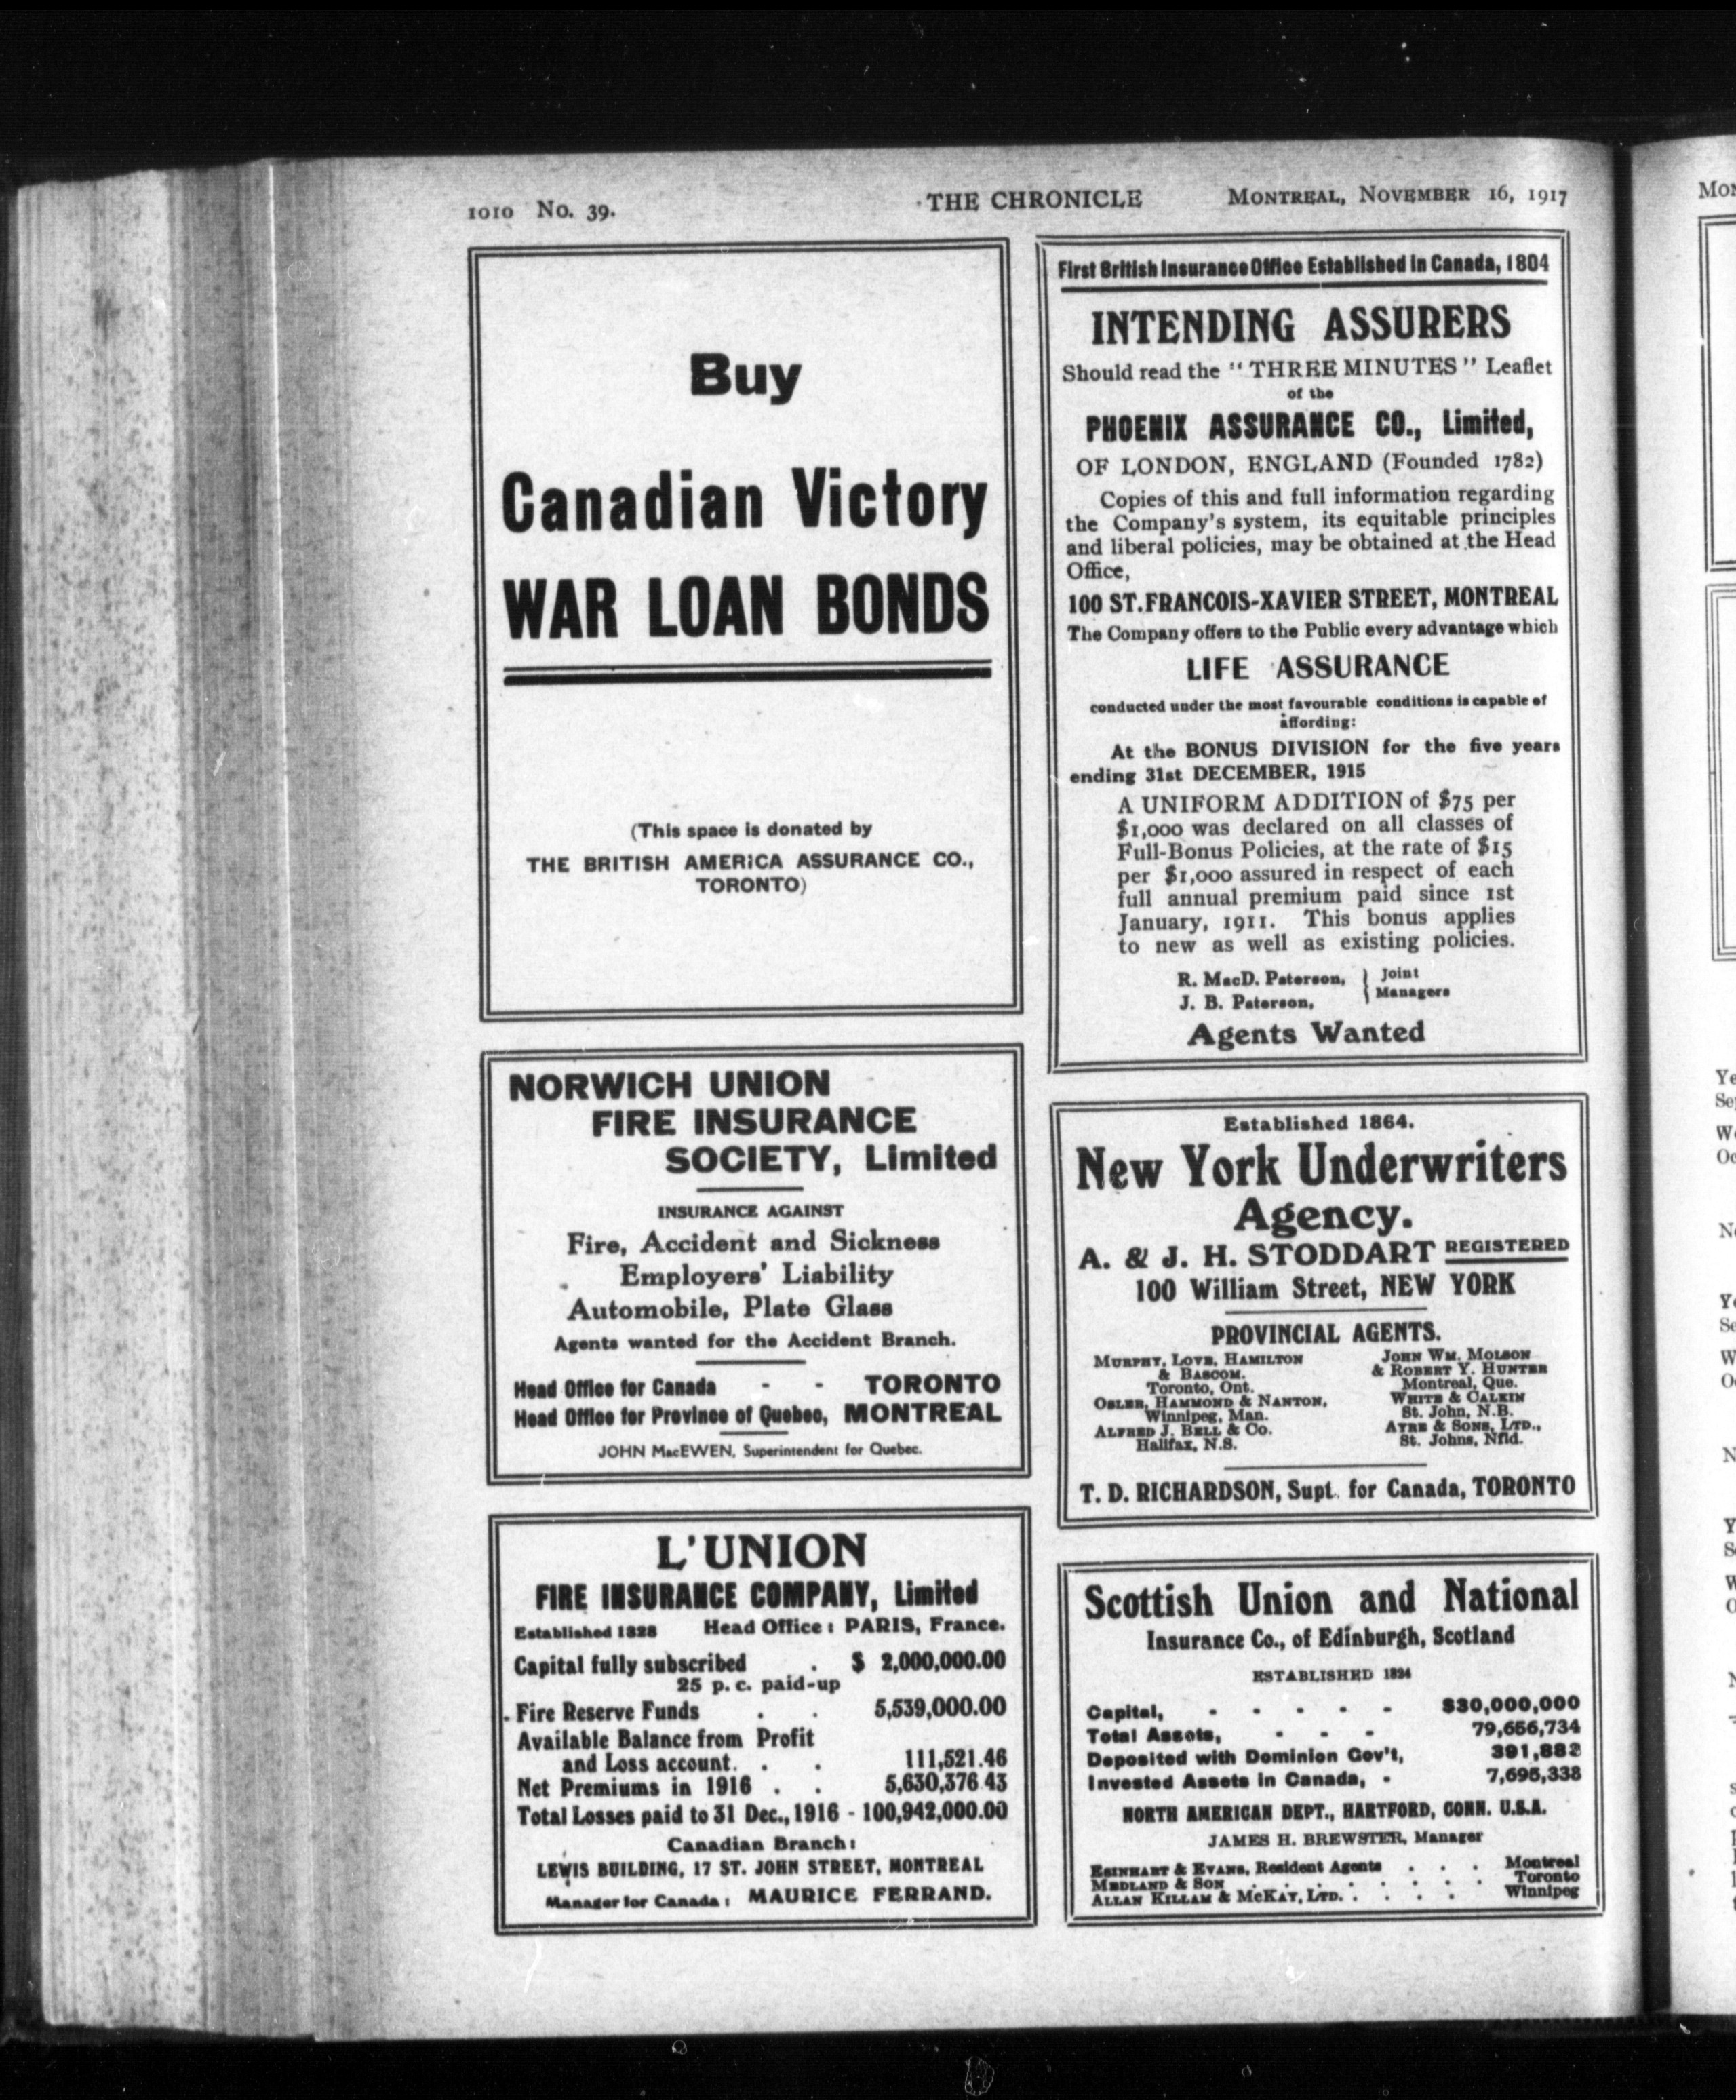 1010 No. 39. THE CHRONICLE MONTREAL, NOVEMBER 16, 1917
Buy
Canadian Victory
WAR LOAN BONDS
(This space is donated by
THE BRITISH AMERICA ASSURANCE CO.,
TORONTO)
NORWICH UNION
FIRE INSURANCE
SOCIETY, Limited
INSURANCE AGAINST
Fire, Accident and Sickness
Employers' Liability
Automobile, Plate Glass
Agents wanted for the Accident Branch.
Head Office for Canada - - TORONTO
Head Office for Province of Quebec, MONTREAL
JOHN MacEWEN, Superintendent for Quebec.
L'UNION
FIRE INSURANCE COMPANY, Limited
Established 1828 Head Office: PARIS, France.
Capital fully subscribed . $ 2,000,000.00
25 p.c. paid-up
Fire Reserve Funds . . 5,539,000.00
Available Balance from Profit
and Loss account. . . 111,521.46
Net Premiums in 1916 . . 5,630,376.43
Total Losses paid to 31 Dec., 1916 - 100,942,000.00
Canadian Branch:
LEWIS BUILDING, 17 ST. JOHN STREET, MONTREAL
Manager for Canada: MAURICE FERRAND.
First British Insurance Office Established in Canada, 1804
INTENDING ASSURERS
Should read the "THREE MINUTES" Leaflet
of the
PHOENIX ASSURANCE CO., Limited,
OF LONDON, ENGLAND (Founded 1782)
Copies of this and full information regarding
the Company's system, its equitable principles
and liberal policies, may be obtained at the Head
Office,
100 ST. FRANCOIS-XAVIER STREET, MONTREAL
The Company offers to the Public every advantage which
LIFE ASSURANCE
conducted under the most favourable conditions is capable of
affording:
At the BONUS DIVISION for the five years
ending 31st DECEMBER, 1915
A UNIFORM ADDITION of $75 per
$1,000 was declared on all classes of
Full-Bonus Policies, at the rate of $15
per $1,000 assured in respect of each
full annual premium paid since 1st
January, 1911. This bonus applies
to new as well as existing policies.
R. MacD. Paterson, } Joint
J. B. Paterson, { Managers
Agents Wanted
Established 1864.
New York Underwriters
Agency.
A. & J. H. STODDART REGISTERED
100 William Street, NEW YORK
PROVINCIAL AGENTS.
MURPHY, LOVE, HAMILTON
& BASCOM.
Toronto, Ont.
OSLER, HAMMOND & NANTON,
Winnipeg, Man.
ALFRED J. BELL & Co.
Halifax, N.S.
JOHN WM. MOLSON
& ROBERT Y. HUNTER
Montreal, Que.
WHITE & CALKIN
St. John, N.B.
AYRE & SONS, LTD.,
St. Johns, Nfld.
T. D. RICHARDSON, Supt. for Canada, TORONTO
Scottish Union and National
Insurance Co., of Edinburgh, Scotland
ESTABLISHED 1824
Capital, - - - - - $30,000,000
Total Assets, - - - 79,656,734
Deposited with Dominion Gov't, 391,882
Invested Assets in Canada, - 7,695,338
NORTH AMERICAN DEPT., HARTFORD, CONN. U.S.A.
JAMES H. BREWSTER, Manager
ESINHART & EVANS, Resident Agents . . . Montreal
MEDLAND & SON . . . . . . . Toronto
ALLAN KILLAM & McKAY, LTD. . . . . . Winnipeg